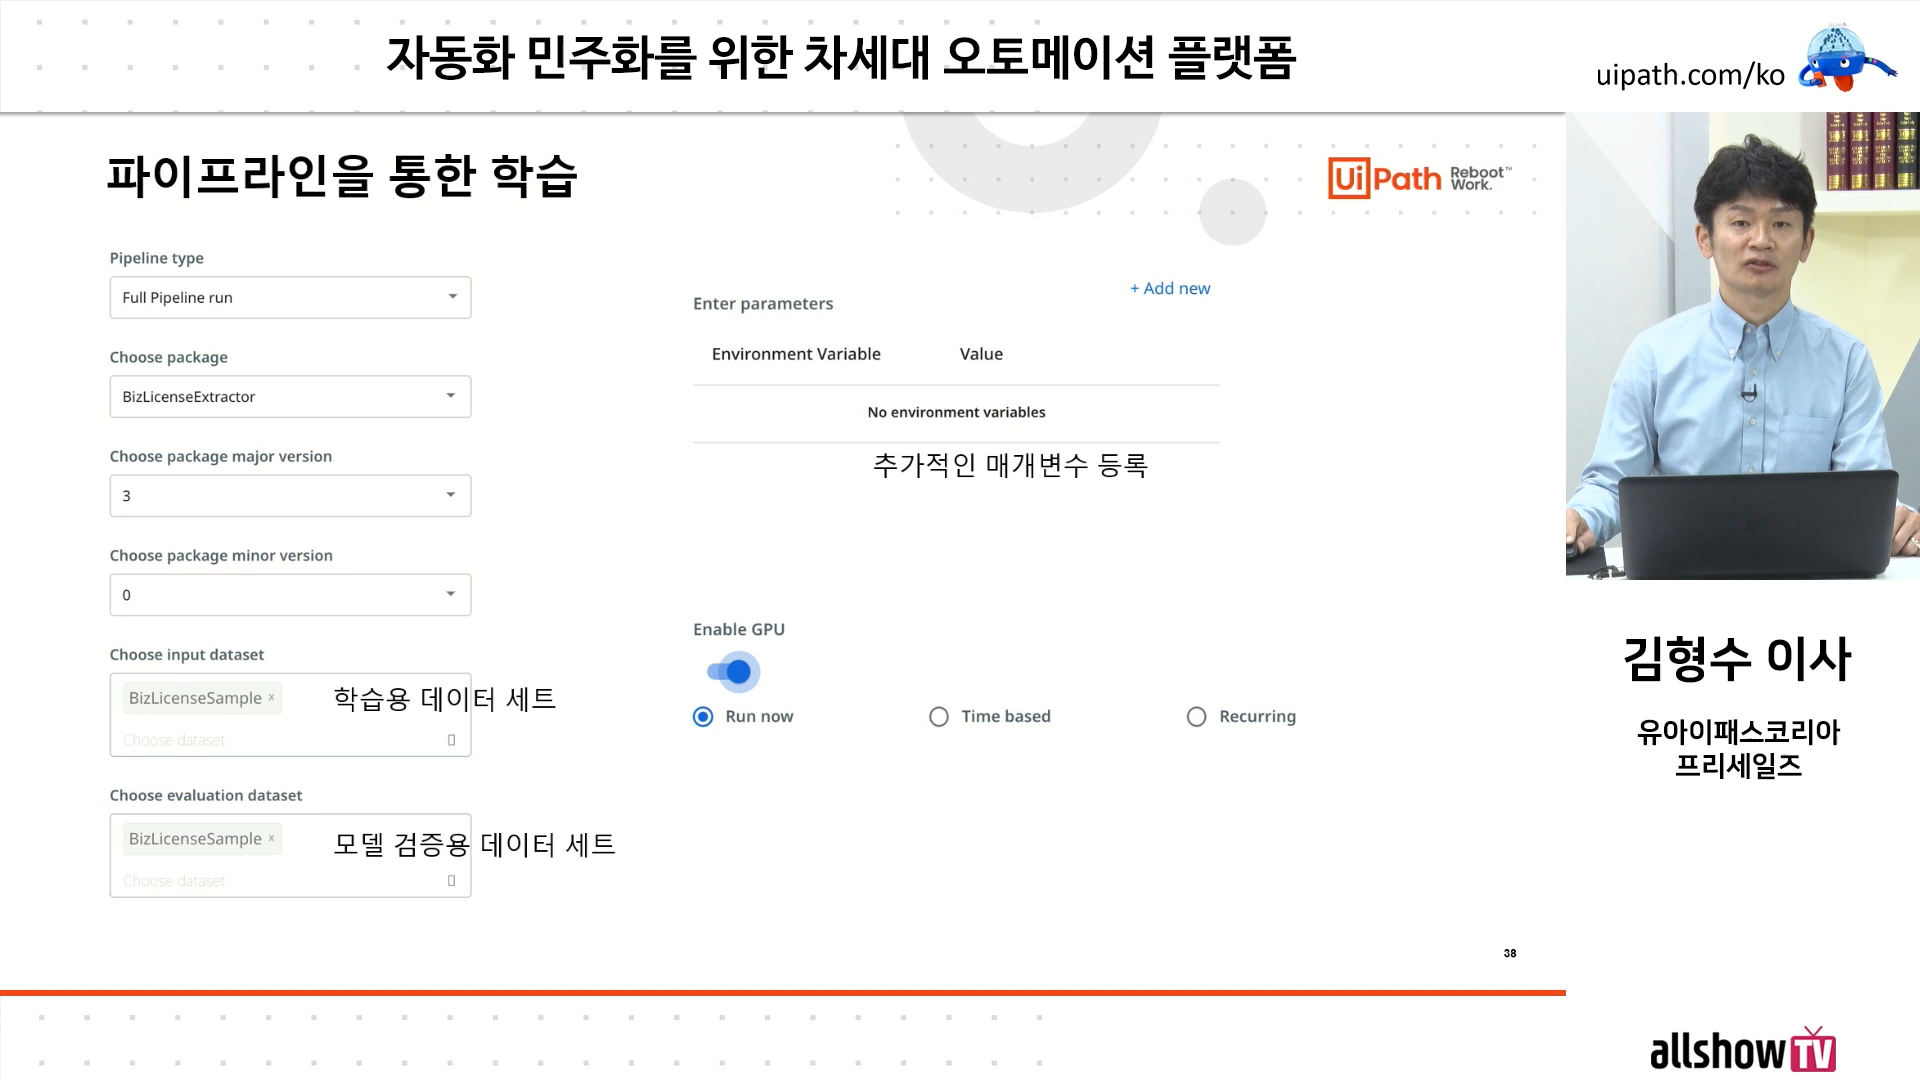 자동화 민주화를 위한 차세대 오토메이션 플랫폼
uipath.com/ko
파이프라인을 통한 학습
UiPath Reboot Work.™
Pipeline type
Full Pipeline run
Choose package
BizLicenseExtractor
Choose package major version
3
Choose package minor version
0
Choose input dataset
BizLicenseSample x
학습용 데이터 세트
Choose dataset
Choose evaluation dataset
BizLicenseSample x
모델 검증용 데이터 세트
Choose dataset
+ Add new
Enter parameters
Environment Variable Value
No environment variables
추가적인 매개변수 등록
Enable GPU
Run now Time based Recurring
38
김형수 이사
유아이패스코리아
프리세일즈
allshowTV